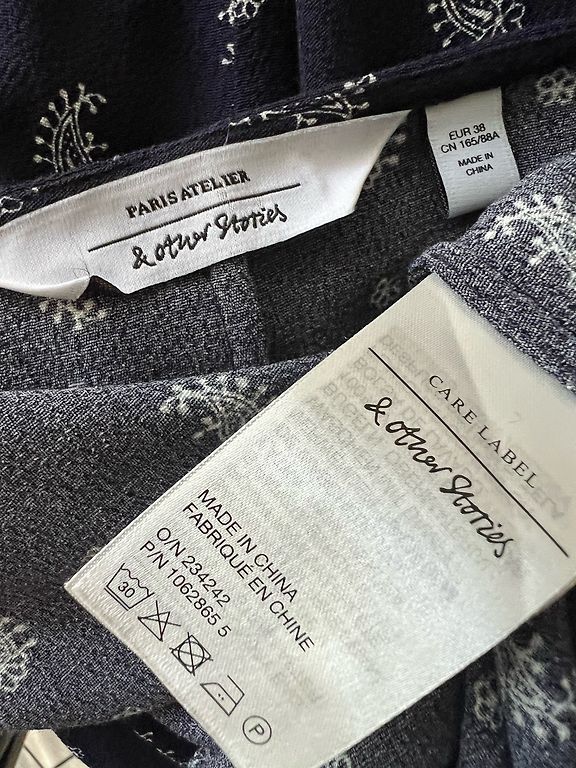 PARIS ATELIER
& other Stories
EUR 38
CN 165/88A
MADE IN
CHINA
CARE LABEL
& other Stories
MADE IN CHINA
FABRIQUÉ EN CHINE
O/N 234242
P/N 1062865 5
30
P